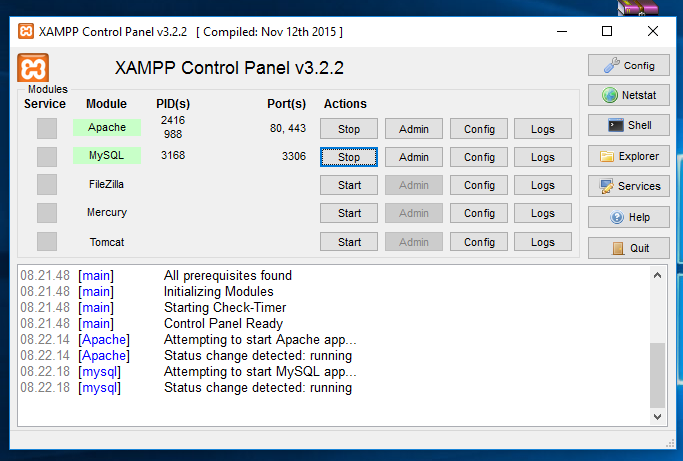 XAMPP Control Panel v3.2.2 [ Compiled: Nov 12th 2015 ]
XAMPP Control Panel v3.2.2
Config
Modules
Service Module PID(s) Port(s) Actions
Netstat
Apache 2416 988 80, 443 Stop Admin Config Logs
Shell
MySQL 3168 3306 Stop Admin Config Logs
Explorer
FileZilla Start Admin Config Logs
Services
Mercury Start Admin Config Logs
Help
Tomcat Start Admin Config Logs
Quit
08.21.48 [main] All prerequisites found
08.21.48 [main] Initializing Modules
08.21.48 [main] Starting Check-Timer
08.21.48 [main] Control Panel Ready
08.22.14 [Apache] Attempting to start Apache app...
08.22.14 [Apache] Status change detected: running
08.22.18 [mysql] Attempting to start MySQL app...
08.22.18 [mysql] Status change detected: running